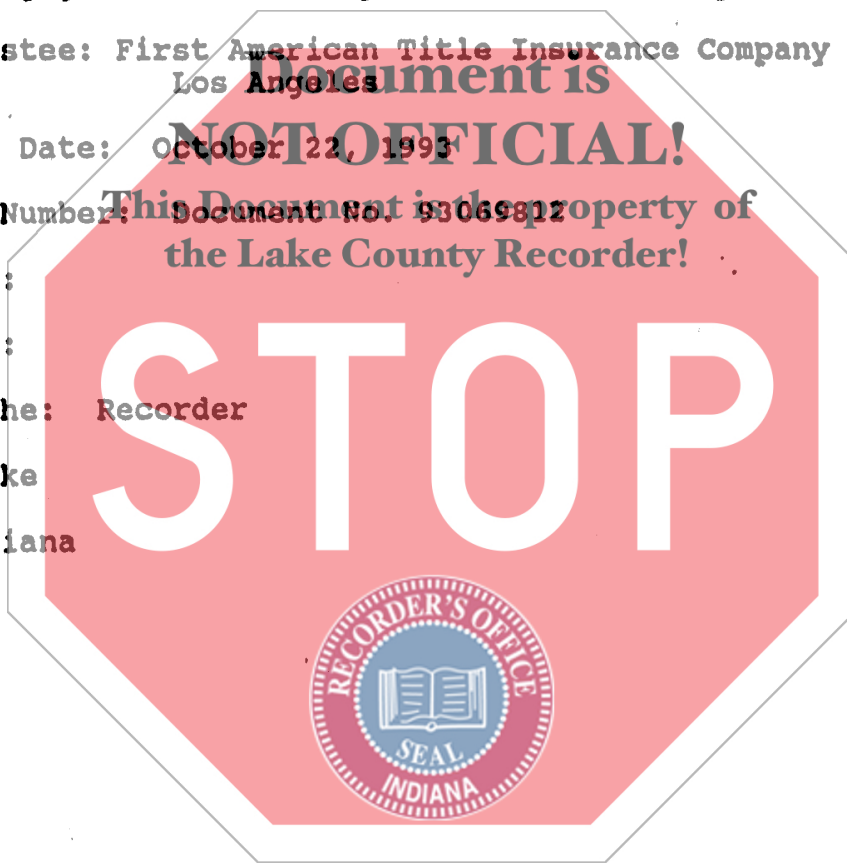 stee: First American Title Insurance Company
Los Angeles
Document is
Date: October 22, 1993
NOT OFFICIAL!
Number: Document No. 93069812
This Document is the property of
the Lake County Recorder!
:
:
he: Recorder
ke
iana
STOP
RECORDER'S OFFICE
SEAL
INDIANA